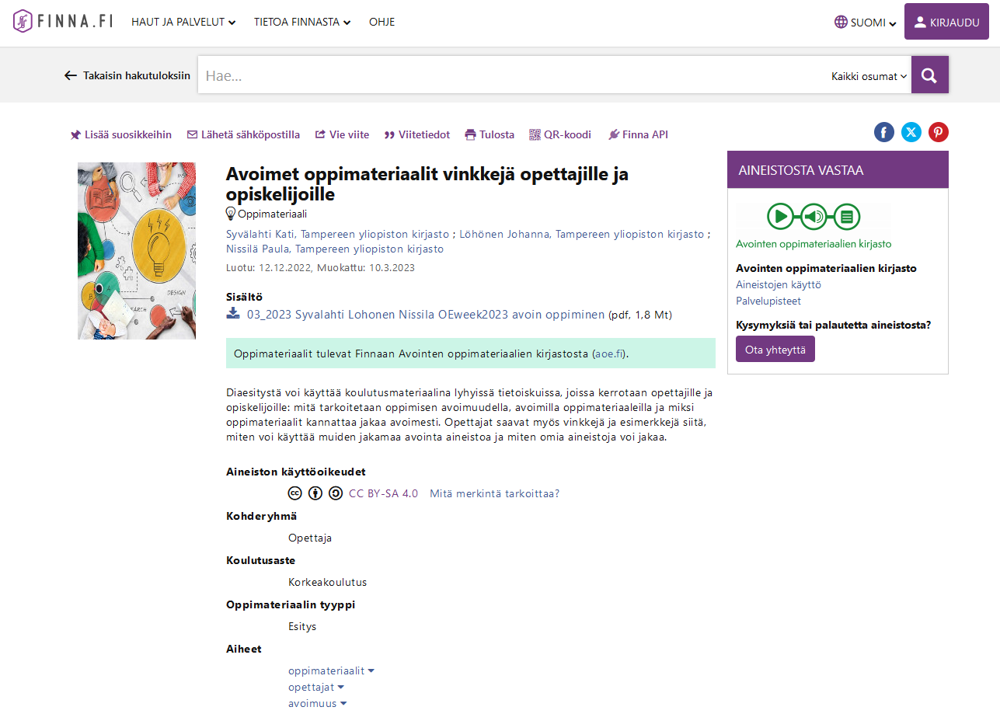 FINNA.FI HAUT JA PALVELUT TIETOA FINNASTA OHJE SUOMI KIRJAUDU
Takaisin hakutuloksiin Hae... Kaikki osumat
Lisää suosikkeihin Lähetä sähköpostilla Vie viite Viitetiedot Tulosta QR-koodi Finna API
Avoimet oppimateriaalit vinkkejä opettajille ja
opiskelijoille
Oppimateriaali
Syvälahti Kati, Tampereen yliopiston kirjasto ; Löhönen Johanna, Tampereen yliopiston kirjasto ;
Nissilä Paula, Tampereen yliopiston kirjasto
Luotu: 12.12.2022, Muokattu: 10.3.2023
Sisältö
03_2023 Syvalahti Lohonen Nissila OEweek2023 avoin oppiminen (pdf, 1,8 Mt)
Oppimateriaalit tulevat Finnaan Avointen oppimateriaalien kirjastosta (aoe.fi).
Diaesitystä voi käyttää koulutusmateriaalina lyhyissä tietoiskuissa, joissa kerrotaan opettajille ja
opiskelijoille: mitä tarkoitetaan oppimisen avoimuudella, avoimilla oppimateriaaleilla ja miksi
oppimateriaalit kannattaa jakaa avoimesti. Opettajat saavat myös vinkkejä ja esimerkkejä siitä,
miten voi käyttää muiden jakamaa avointa aineistoa ja miten omia aineistoja voi jakaa.
Aineiston käyttöoikeudet
CC BY-SA 4.0 Mitä merkintä tarkoittaa?
Kohderyhmä
Opettaja
Koulutusaste
Korkeakoulutus
Oppimateriaalin tyyppi
Esitys
Aiheet
oppimateriaalit
opettajat
avoimuus
AINEISTOSTA VASTAA
Avointen oppimateriaalien kirjasto
Avointen oppimateriaalien kirjasto
Aineistojen käyttö
Palvelupisteet
Kysymyksiä tai palautetta aineistosta?
Ota yhteyttä
DESIGN